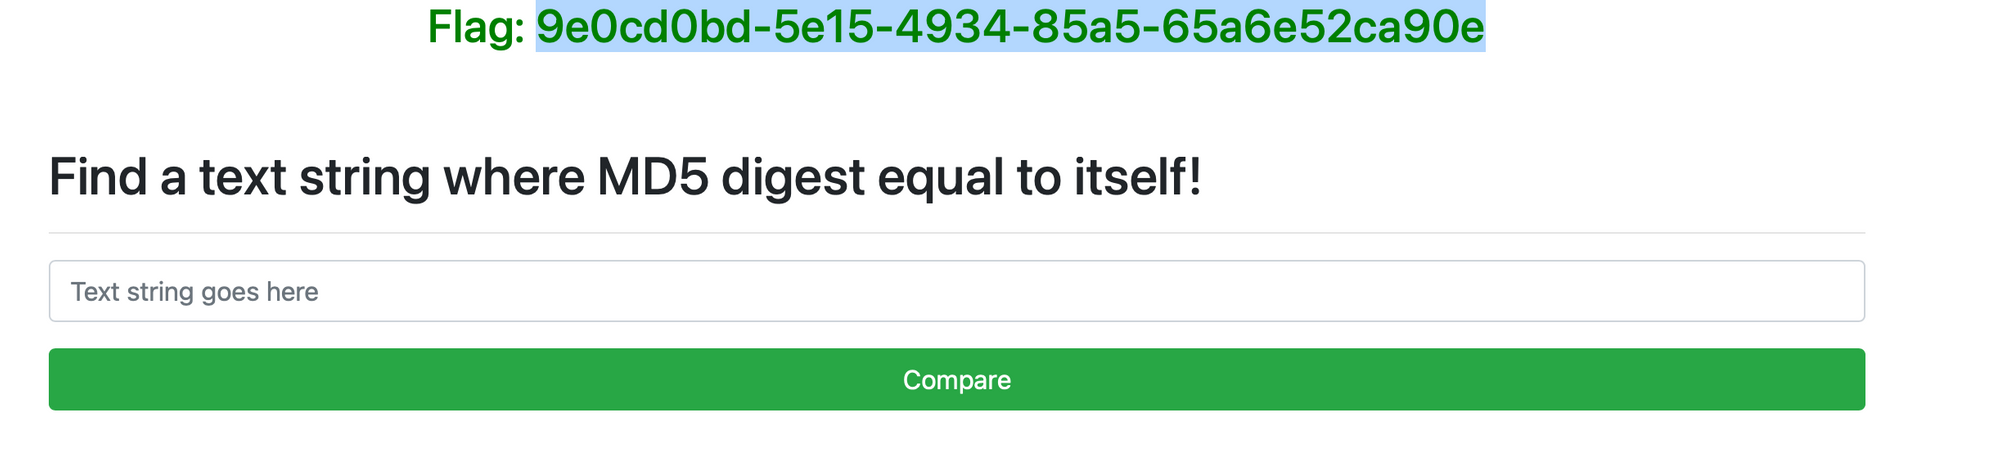 Flag: 9e0cd0bd-5e15-4934-85a5-65a6e52ca90e
Find a text string where MD5 digest equal to itself!
Text string goes here
Compare